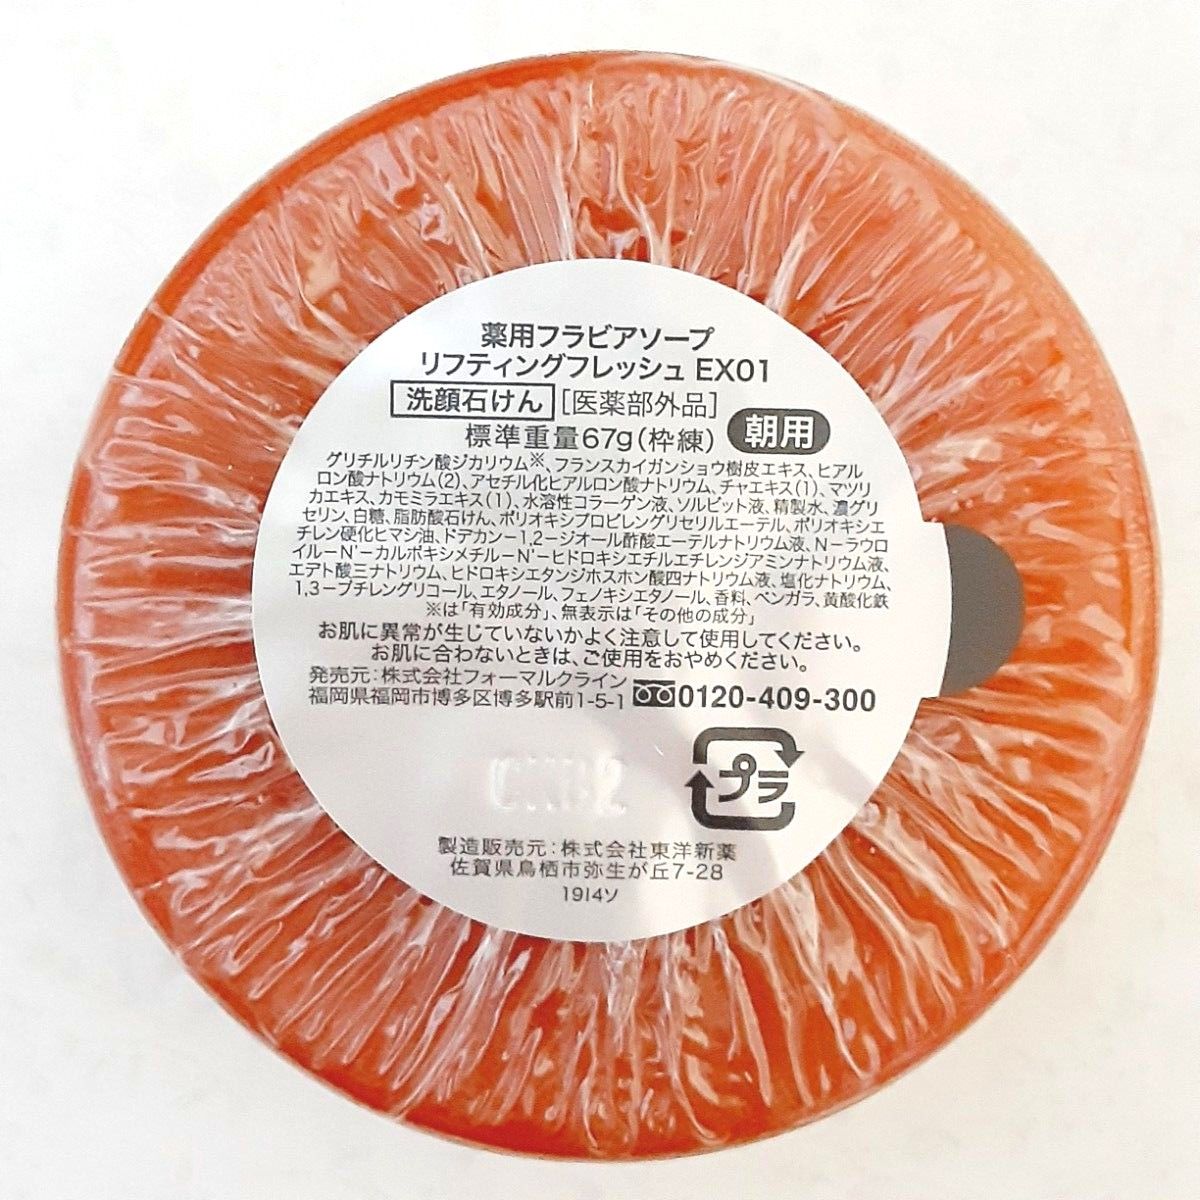 薬用フラビアソープ
リフティングフレッシュ EX01
洗顔石けん [医薬部外品]
標準重量67g(枠練) 朝用
グリチルリチン酸ジカリウム※、フランスカイガンショウ樹皮エキス、ヒアル
ロン酸ナトリウム(2)、アセチル化ヒアルロン酸ナトリウム、チャエキス(1)、マツリ
カエキス、カモミラエキス(1)、水溶性コラーゲン液、ソルビット液、精製水、濃グリ
セリン、白糖、脂肪酸石けん、ポリオキシプロピレングリセリルエーテル、ポリオキシエ
チレン硬化ヒマシ油、ドデカン−1,2−ジオール酢酸エーテルナトリウム液、N−ラウロ
イル−N'−カルボキシメチル−N'−ヒドロキシエチルエチレンジアミンナトリウム液、
エデト酸三ナトリウム、ヒドロキシエタンジホスホン酸四ナトリウム液、塩化ナトリウム、
1,3−ブチレングリコール、エタノール、フェノキシエタノール、香料、ベンガラ、黄酸化鉄
※は「有効成分」、無表示は「その他の成分」
お肌に異常が生じていないかよく注意して使用してください。
お肌に合わないときは、ご使用をおやめください。
発売元:株式会社フォーマルクライン
福岡県福岡市博多区博多駅前1-5-1 0120-409-300
プラ
製造販売元:株式会社東洋新薬
佐賀県鳥栖市弥生が丘7-28
1914ソ